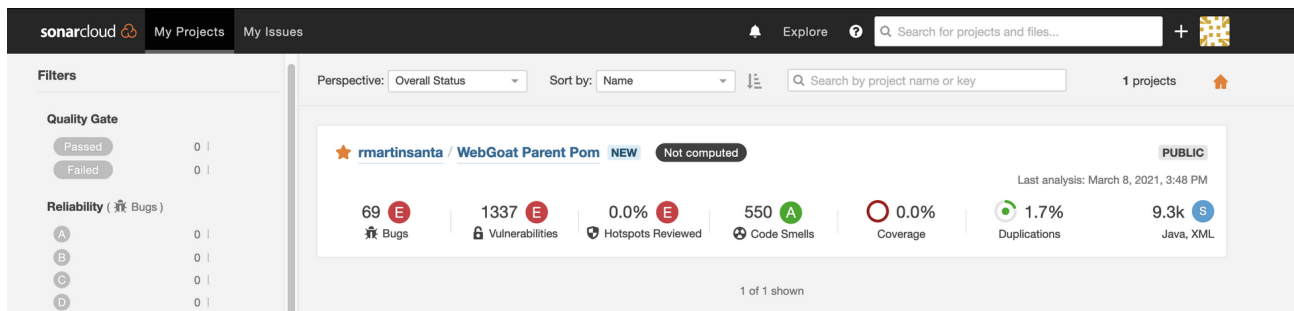 sonarcloud My Projects My Issues Explore ? Search for projects and files... +
Filters
Perspective: Overall Status Sort by: Name Search by project name or key 1 projects
Quality Gate
Passed 0
Failed 0
rmartinsanta / WebGoat Parent Pom NEW Not computed PUBLIC
Last analysis: March 8, 2021, 3:48 PM
Reliability ( Bugs )
69 E 1337 E 0.0% E 550 A 0.0% 1.7% 9.3k S
Bugs Vulnerabilities Hotspots Reviewed Code Smells Coverage Duplications Java, XML
A 0
B 0
C 0
D 0
1 of 1 shown